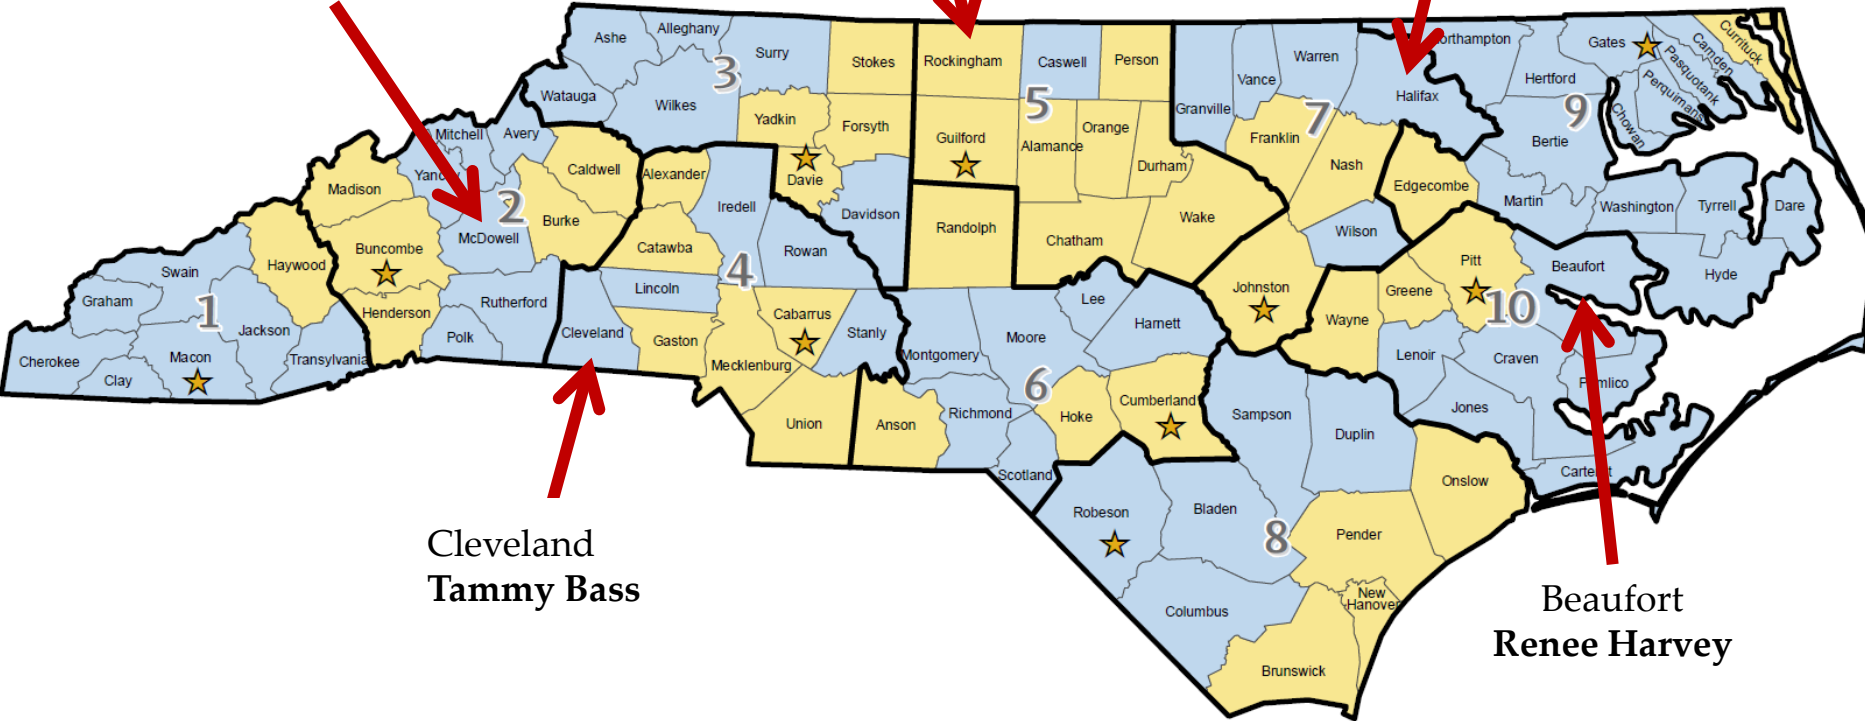 Ashe
Alleghany
Surry
Stokes
Rockingham
Caswell
Person
Granville
Vance
Warren
Halifax
orthampton
Hertford
Gates
Pasquotank
Camden
Currituck
Perquimans
Chowan
3
5
7
9
Watauga
Wilkes
Yadkin
Forsyth
Guilford
Alamance
Orange
Durham
Franklin
Nash
Bertie
Mitchell
Avery
Yancey
Caldwell
Alexander
Iredell
Davie
Davidson
Randolph
Chatham
Wake
Edgecombe
Martin
Washington
Tyrrell
Dare
Madison
2
Burke
Buncombe
McDowell
Catawba
Rowan
4
Wilson
Pitt
Beaufort
Hyde
Swain
Haywood
Graham
1
Jackson
Henderson
Rutherford
Polk
Cleveland
Lincoln
Gaston
Cabarrus
Stanly
Mecklenburg
Montgomery
Moore
Lee
Harnett
Johnston
Wayne
Greene
10
Lenoir
Craven
Pamlico
Cherokee
Macon
Clay
Transylvania
Union
Anson
Richmond
6
Hoke
Cumberland
Scotland
Sampson
Duplin
Jones
Carteret
Onslow
Robeson
Bladen
8
Pender
Columbus
New
Hanover
Brunswick
Cleveland
Tammy Bass
Beaufort
Renee Harvey